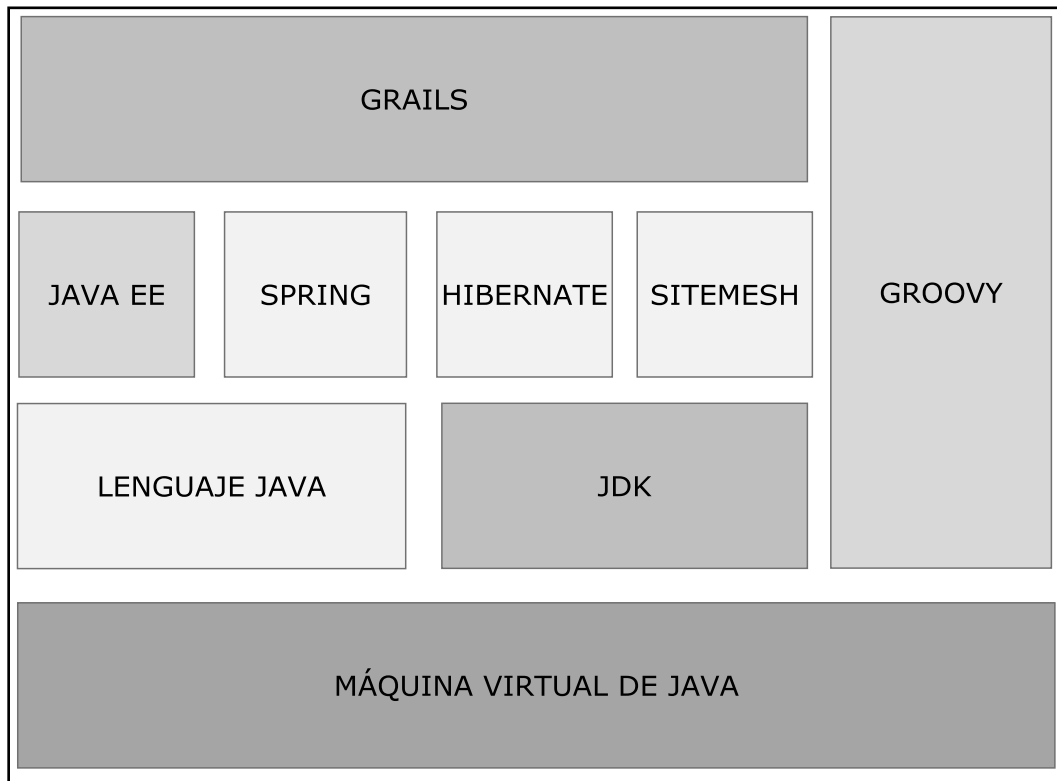 GRAILS
JAVA EE
SPRING
HIBERNATE
SITEMESH
GROOVY
LENGUAJE JAVA
JDK
MÁQUINA VIRTUAL DE JAVA